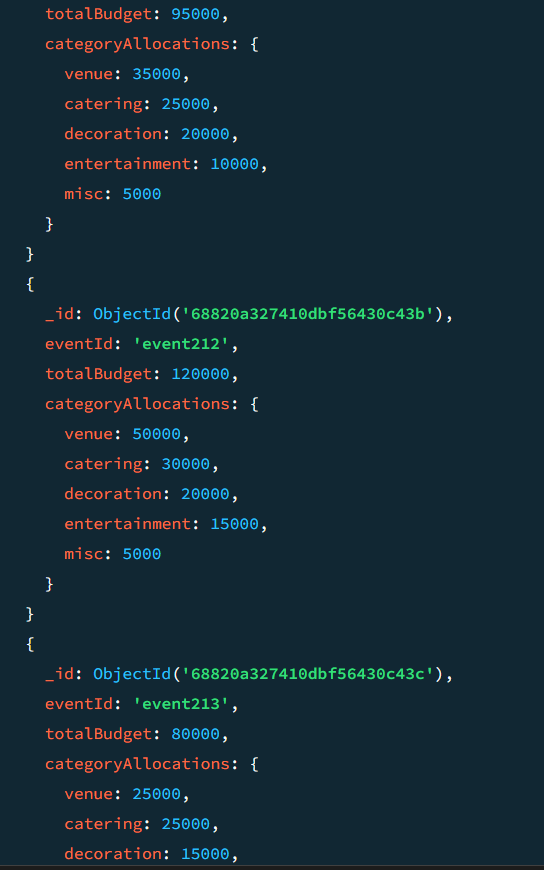 totalBudget: 95000,
categoryAllocations: {
venue: 35000,
catering: 25000,
decoration: 20000,
entertainment: 10000,
misc: 5000
}
}
{
_id: ObjectId('68820a327410dbf56430c43b'),
eventId: 'event212',
totalBudget: 120000,
categoryAllocations: {
venue: 50000,
catering: 30000,
decoration: 20000,
entertainment: 15000,
misc: 5000
}
}
{
_id: ObjectId('68820a327410dbf56430c43c'),
eventId: 'event213',
totalBudget: 80000,
categoryAllocations: {
venue: 25000,
catering: 25000,
decoration: 15000,